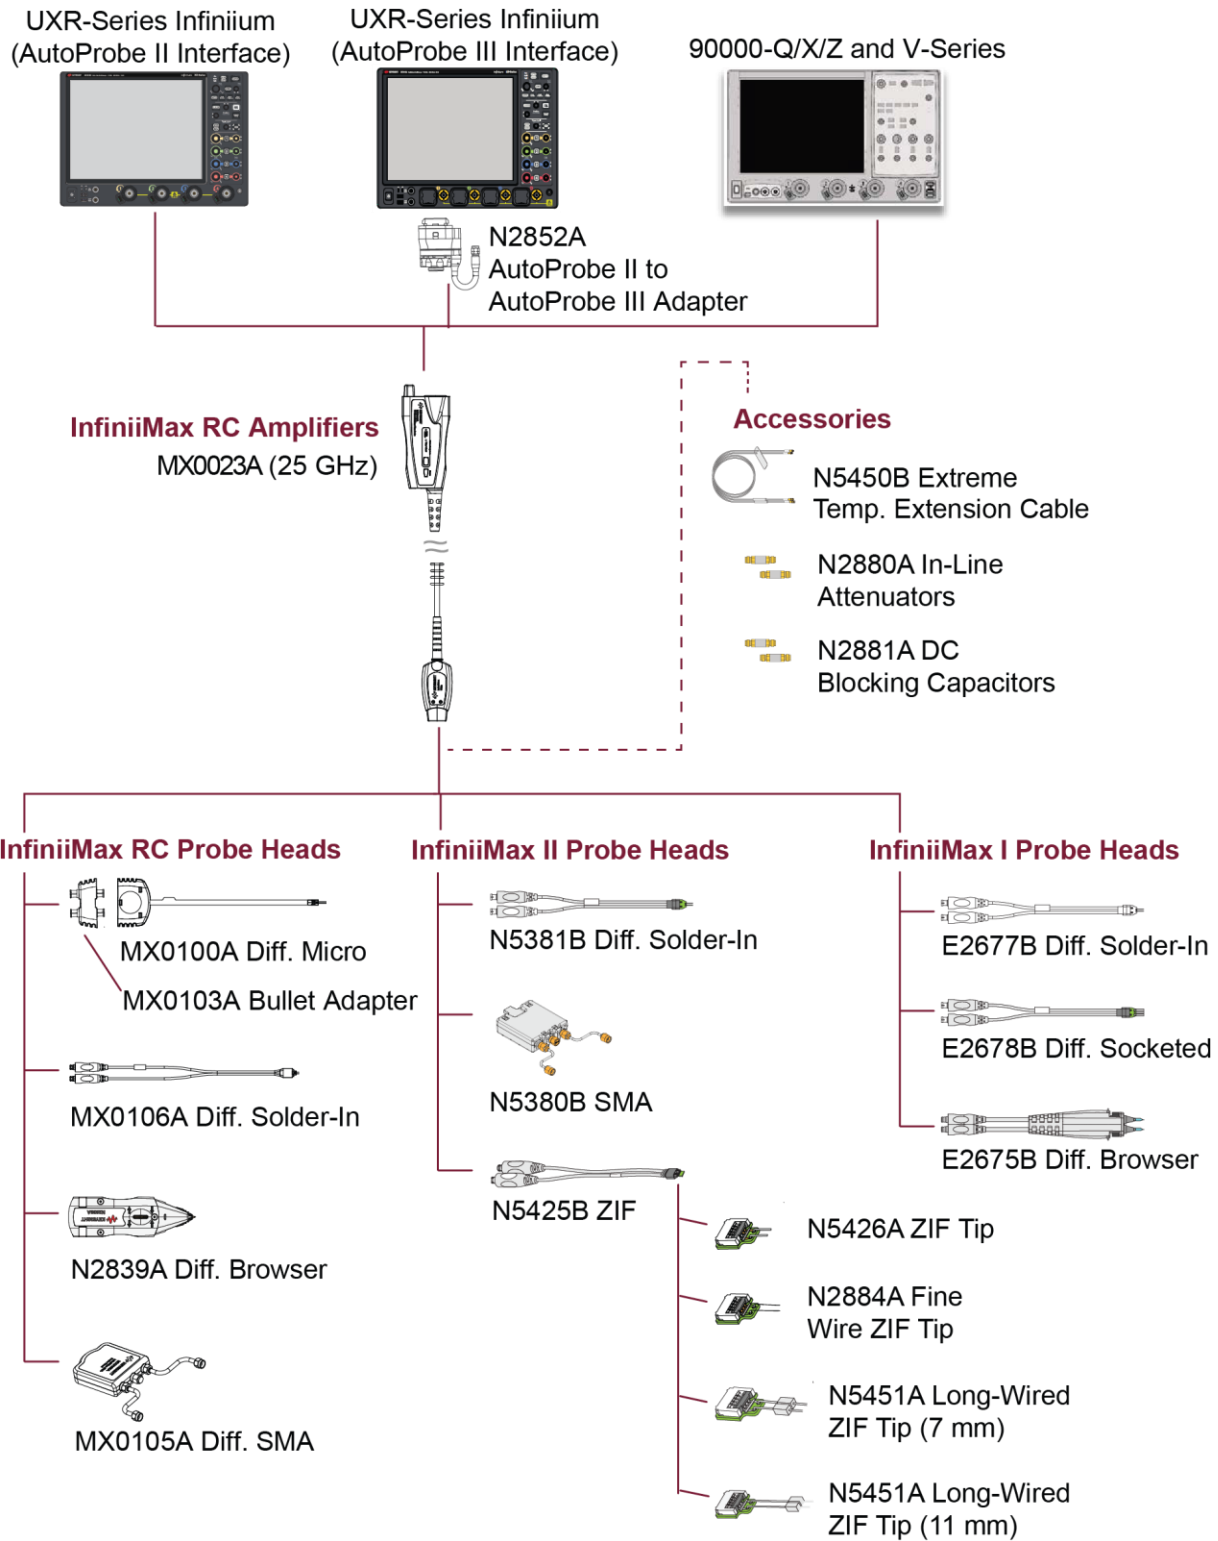 UXR-Series Infiniium
(AutoProbe II Interface)
UXR-Series Infiniium
(AutoProbe III Interface)
90000-Q/X/Z and V-Series
N2852A
AutoProbe II to
AutoProbe III Adapter
InfiniiMax RC Amplifiers
MX0023A (25 GHz)
Accessories
N5450B Extreme
Temp. Extension Cable
N2880A In-Line
Attenuators
N2881A DC
Blocking Capacitors
InfiniiMax RC Probe Heads
MX0100A Diff. Micro
MX0103A Bullet Adapter
MX0106A Diff. Solder-In
N2839A Diff. Browser
MX0105A Diff. SMA
InfiniiMax II Probe Heads
N5381B Diff. Solder-In
N5380B SMA
N5425B ZIF
N5426A ZIF Tip
N2884A Fine
Wire ZIF Tip
N5451A Long-Wired
ZIF Tip (7 mm)
N5451A Long-Wired
ZIF Tip (11 mm)
InfiniiMax I Probe Heads
E2677B Diff. Solder-In
E2678B Diff. Socketed
E2675B Diff. Browser